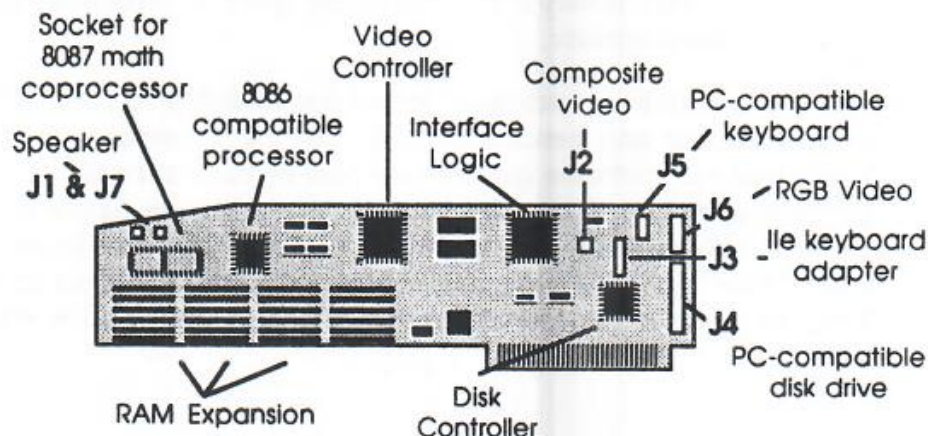 Socket for
8087 math
coprocessor
Speaker
J1 & J7
8086
compatible
processor
Video
Controller
Interface
Logic
Composite
video
J2
PC-compatible
keyboard
J5
RGB Video
J6
IIe keyboard
adapter
J3
J4
PC-compatible
disk drive
RAM Expansion
Disk
Controller